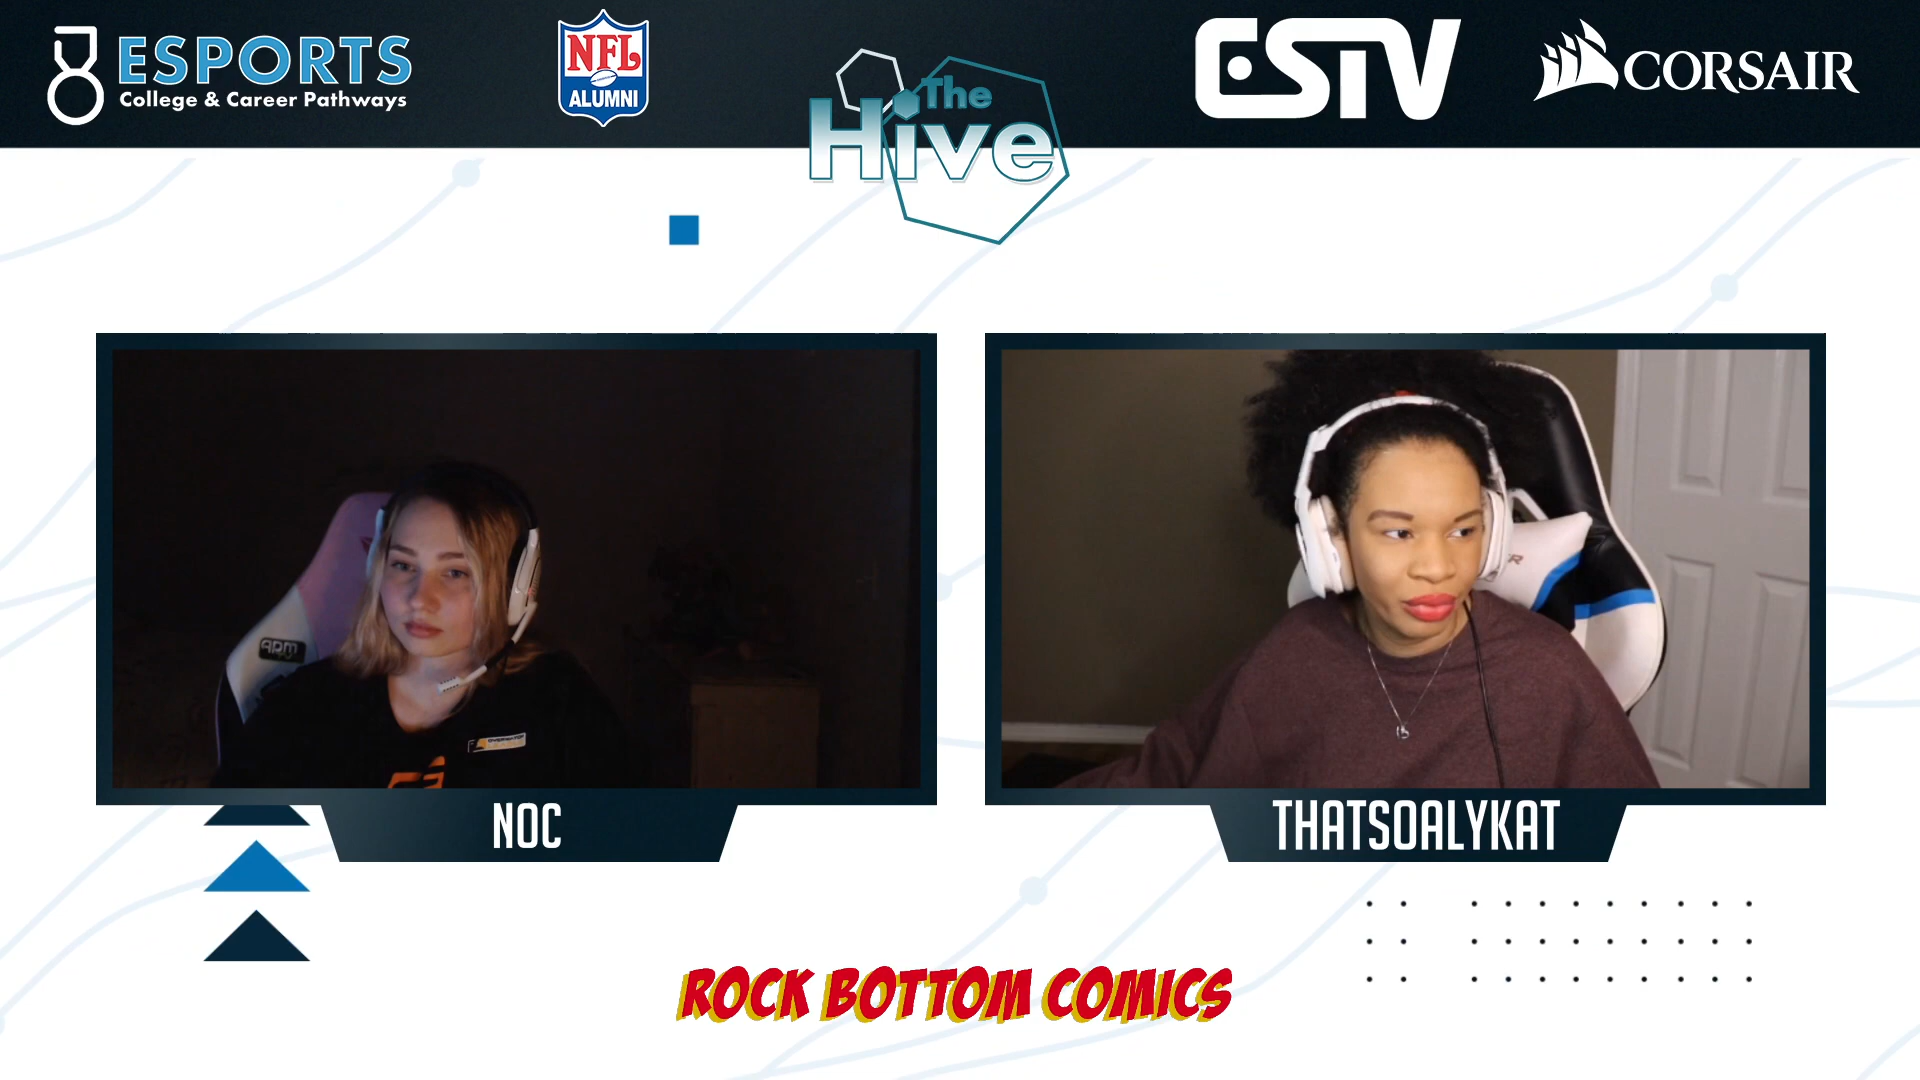 ESPORTS
College & Career Pathways
NFL
ALUMNI
The
Hive
ESTV
CORSAIR
NOC
THATSOALYKAT
ROCK BOTTOM COMICS